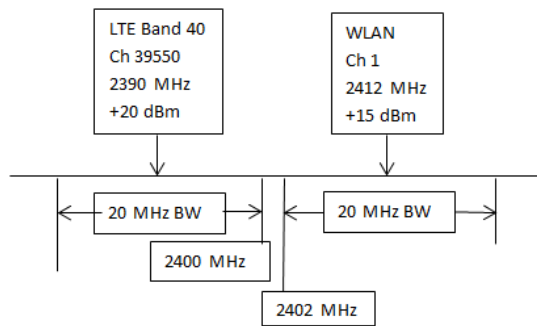 LTE Band 40
Ch 39550
2390 MHz
+20 dBm
WLAN
Ch 1
2412 MHz
+15 dBm
20 MHz BW
20 MHz BW
2400 MHz
2402 MHz